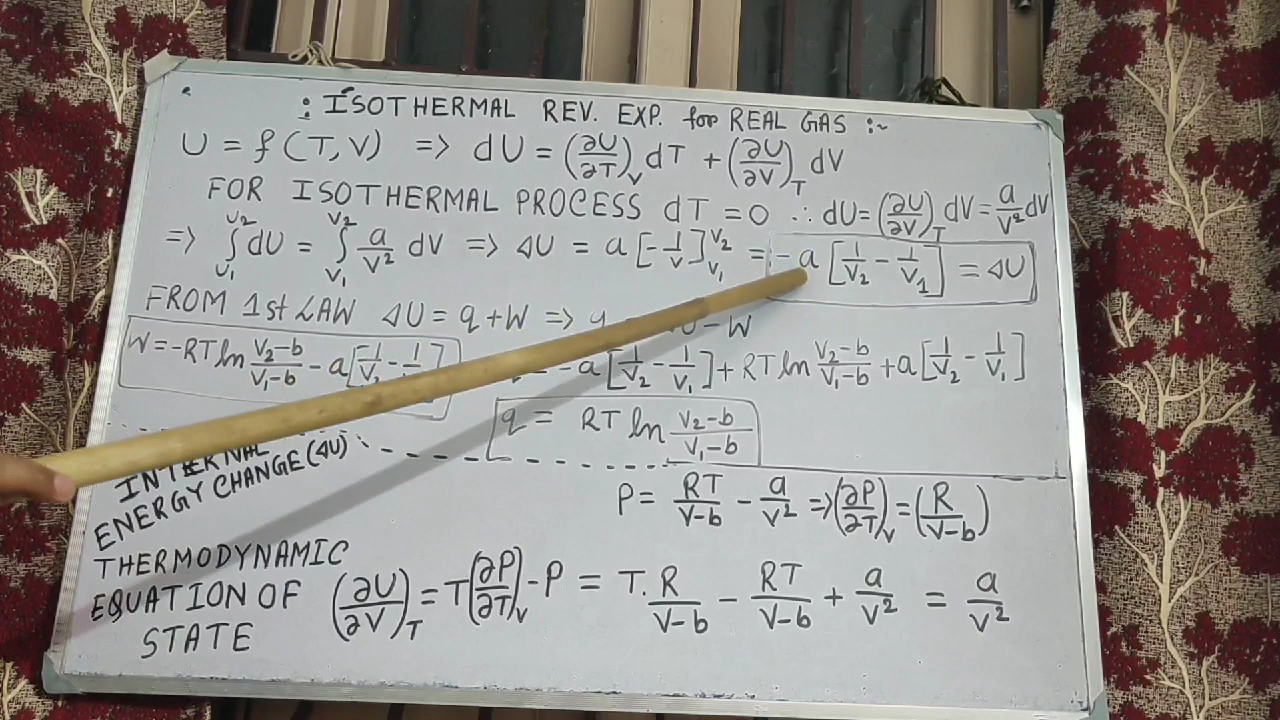 : ISOTHERMAL REV. EXP. for REAL GAS :~
U = f (T, V) => dU = (∂U/∂T)_V dT + (∂U/∂V)_T dV
FOR ISOTHERMAL PROCESS dT = 0 ∴ dU = (∂U/∂V)_T dV = a/V² dV
=> ∫_{U₁}^{U₂} dU = ∫_{V₁}^{V₂} a/V² dV => ΔU = a [-1/V]_{V₁}^{V₂} = -a [1/V₂ - 1/V₁] = ΔU
FROM 1st LAW ΔU = q + W => q - W
W = -RT ln (V₂-b)/(V₁-b) - a[1/V₂ - 1/
-a [1/V₂ - 1/V₁] + RT ln (V₂-b)/(V₁-b) + a[1/V₂ - 1/V₁]
q = RT ln (V₂-b)/(V₁-b)
INTERNAL
ENERGY CHANGE (ΔU) :
P = RT/(V-b) - a/V² => (∂P/∂T)_V = (R/(V-b))
THERMODYNAMIC
EQUATION OF
STATE
(∂U/∂V)_T = T(∂P/∂T)_V - P = T. R/(V-b) - RT/(V-b) + a/V² = a/V²